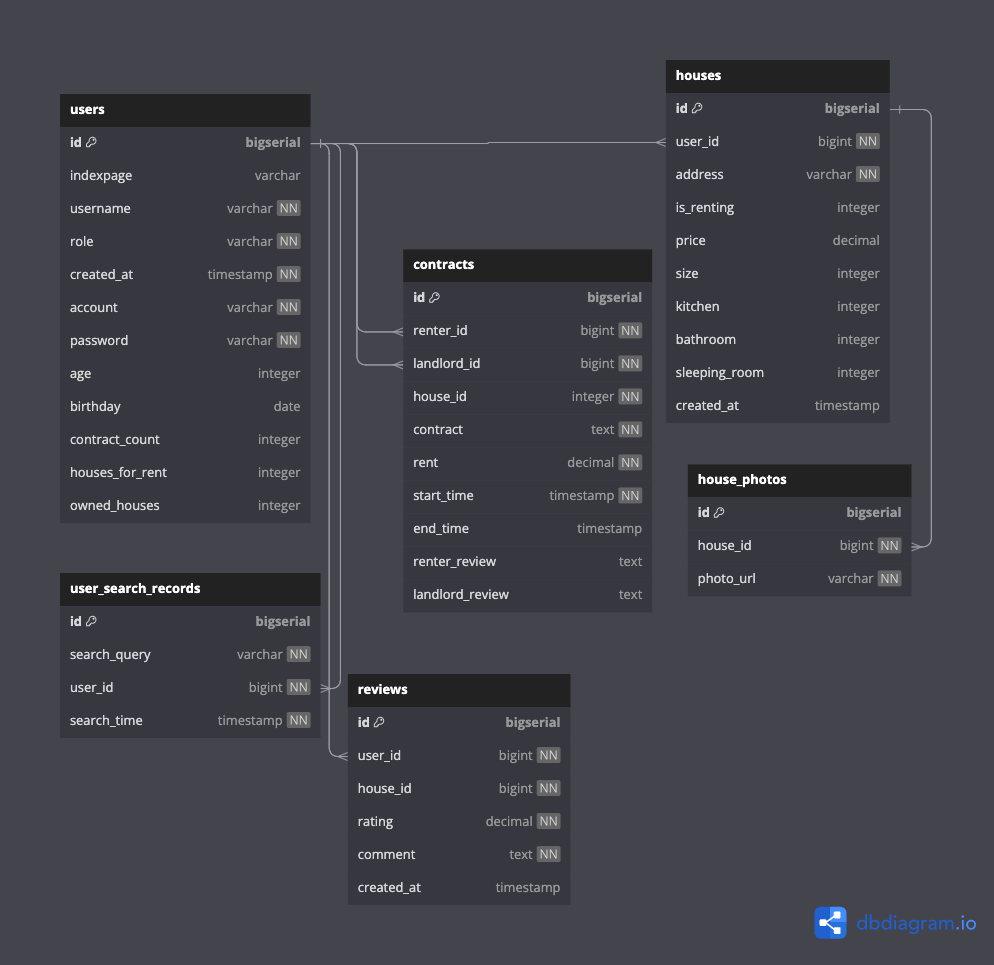 users
id bigserial
indexpage varchar
username varchar NN
role varchar NN
created_at timestamp NN
account varchar NN
password varchar NN
age integer
birthday date
contract_count integer
houses_for_rent integer
owned_houses integer
houses
id bigserial
user_id bigint NN
address varchar NN
is_renting integer
price decimal
size integer
kitchen integer
bathroom integer
sleeping_room integer
created_at timestamp
contracts
id bigserial
renter_id bigint NN
landlord_id bigint NN
house_id integer NN
contract text NN
rent decimal NN
start_time timestamp NN
end_time timestamp
renter_review text
landlord_review text
house_photos
id bigserial
house_id bigint NN
photo_url varchar NN
user_search_records
id bigserial
search_query varchar NN
user_id bigint NN
search_time timestamp NN
reviews
id bigserial
user_id bigint NN
house_id bigint NN
rating decimal NN
comment text NN
created_at timestamp
dbdiagram.io